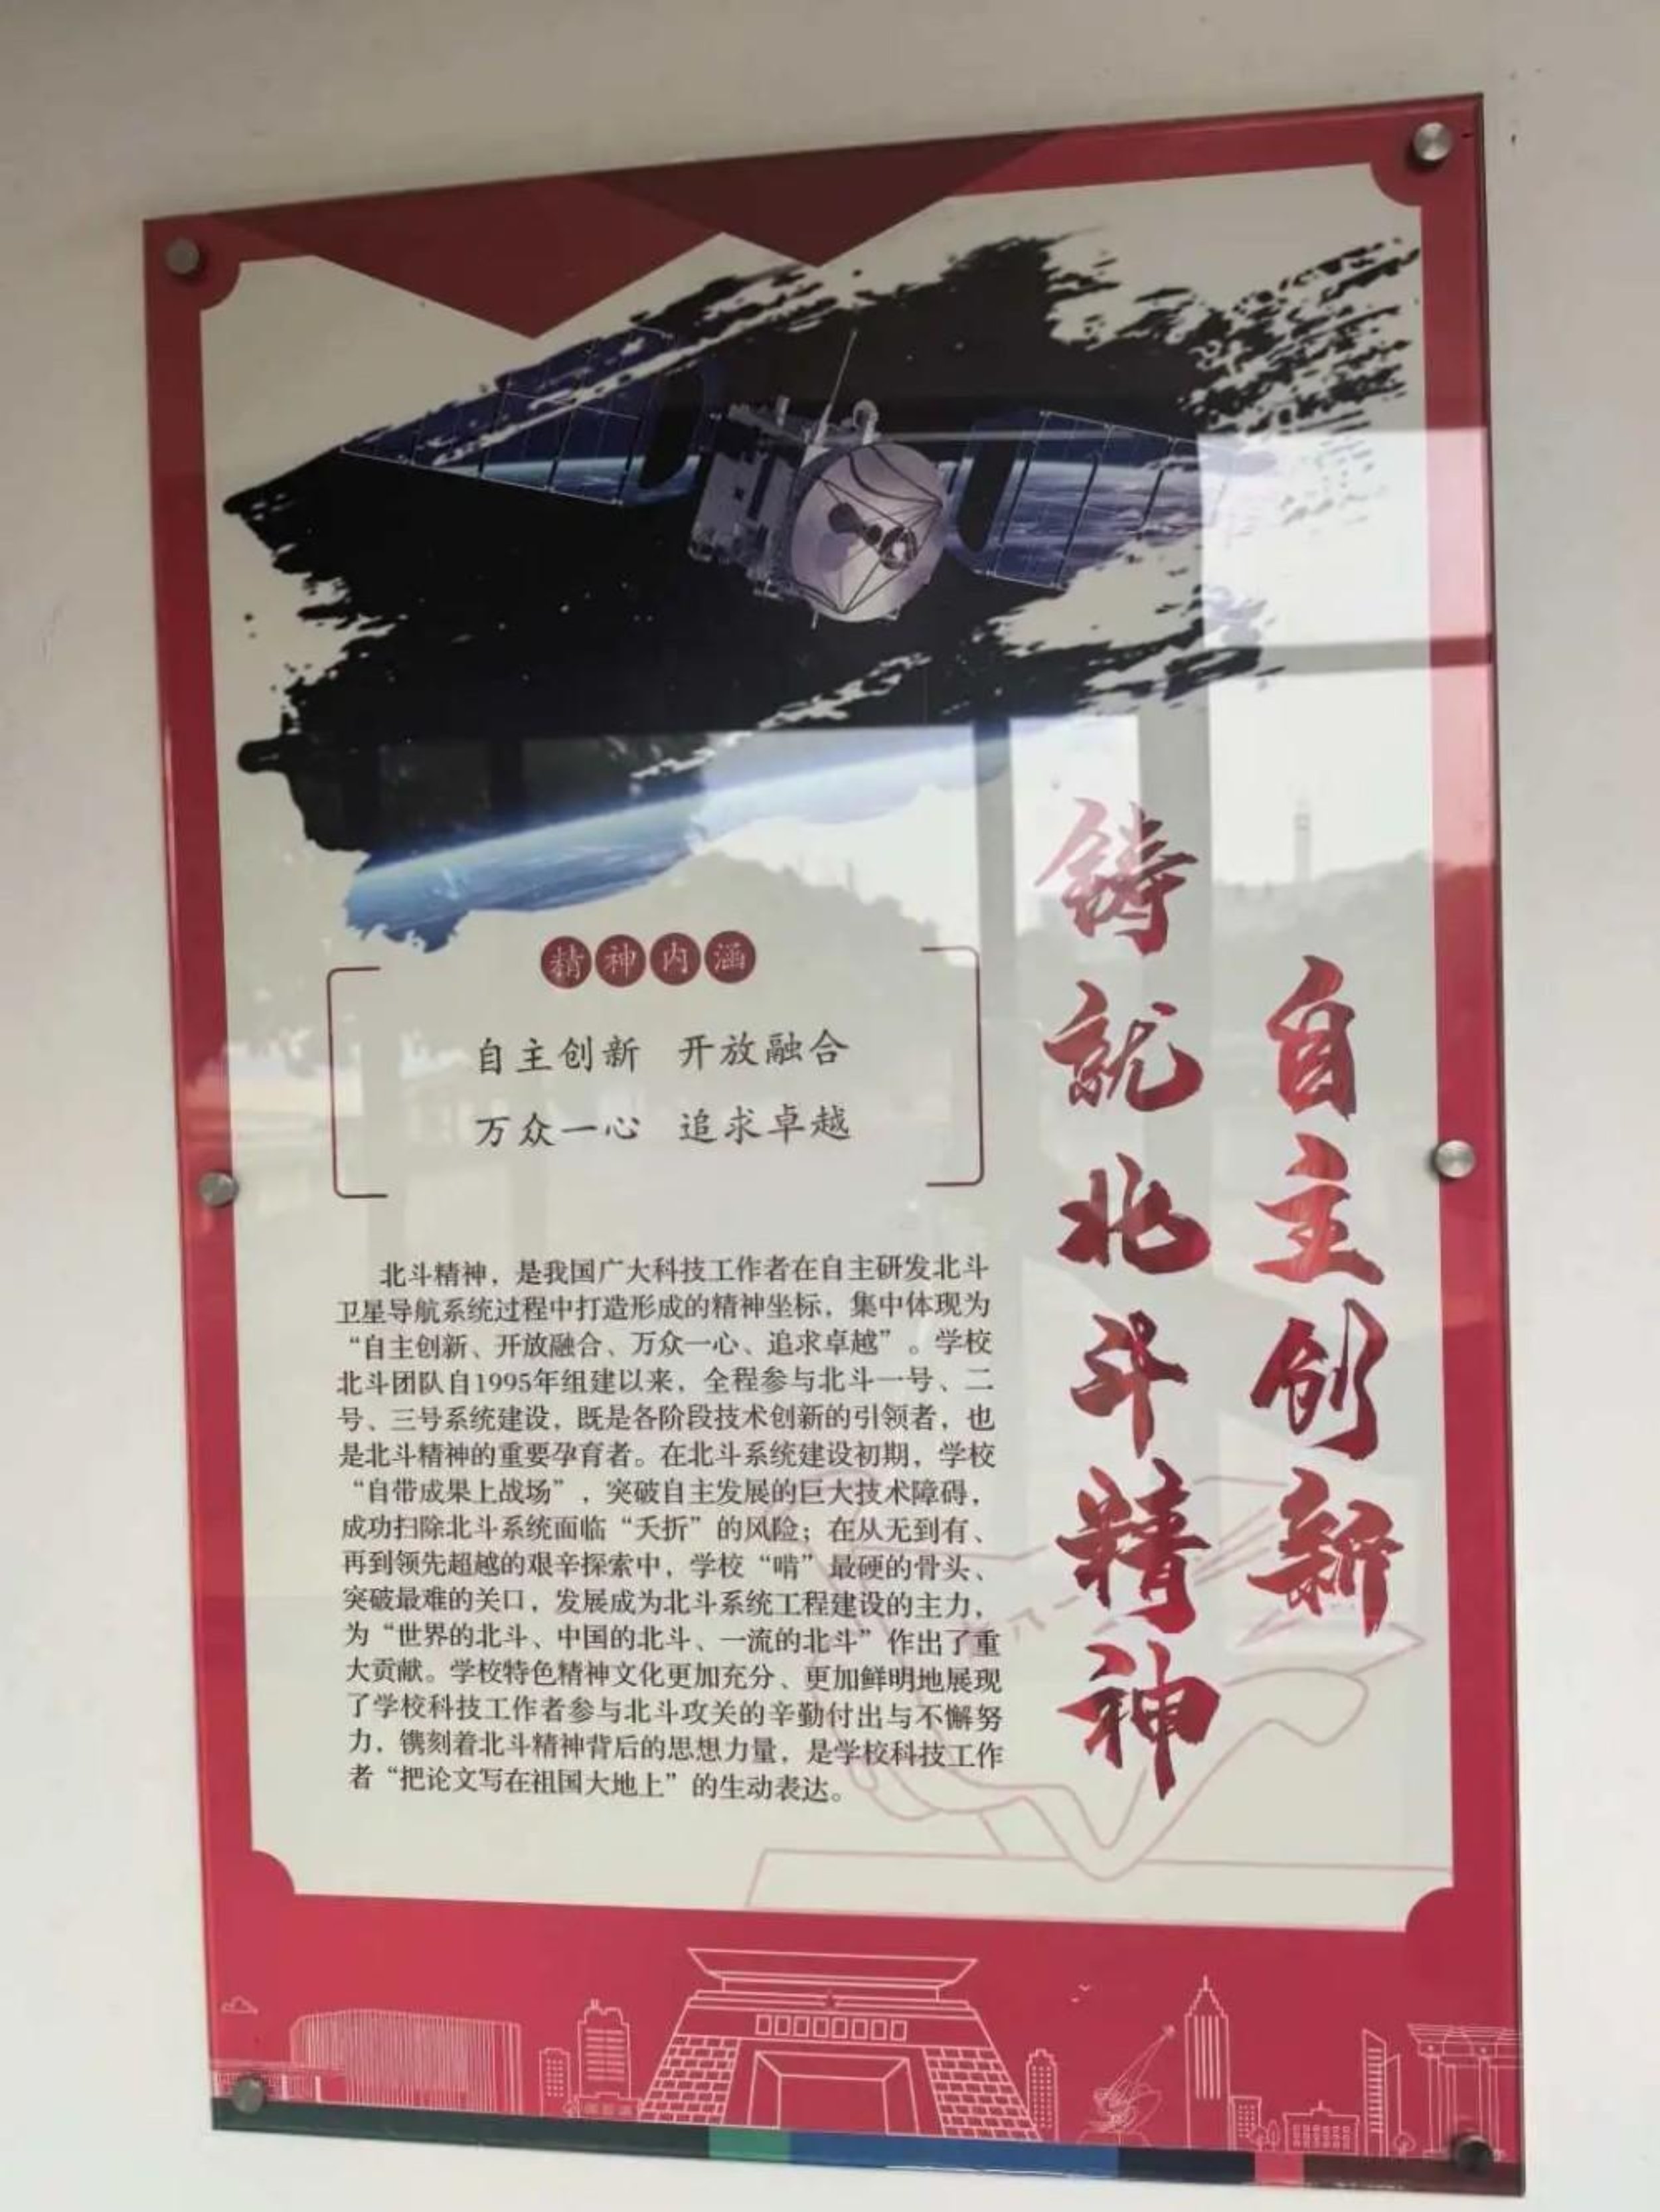 自主创新
铸就北斗精神
精神内涵
自主创新 开放融合
万众一心 追求卓越
北斗精神，是我国广大科技工作者在自主研发北斗
卫星导航系统过程中打造形成的精神坐标，集中体现为
“自主创新、开放融合、万众一心、追求卓越”。学校
北斗团队自1995年组建以来，全程参与北斗一号、二
号、三号系统建设，既是各阶段技术创新的引领者，也
是北斗精神的重要孕育者。在北斗系统建设初期，学校
“自带成果上战场”，突破自主发展的巨大技术障碍，
成功扫除北斗系统面临“夭折”的风险；在从无到有、
再到领先超越的艰辛探索中，学校“啃”最硬的骨头、
突破最难的关口，发展成为北斗系统工程建设的主力，
为“世界的北斗、中国的北斗、一流的北斗”作出了重
大贡献。学校特色精神文化更加充分、更加鲜明地展现
了学校科技工作者参与北斗攻关的辛勤付出与不懈努
力，镌刻着北斗精神背后的思想力量，是学校科技工作
者“把论文写在祖国大地上”的生动表达。